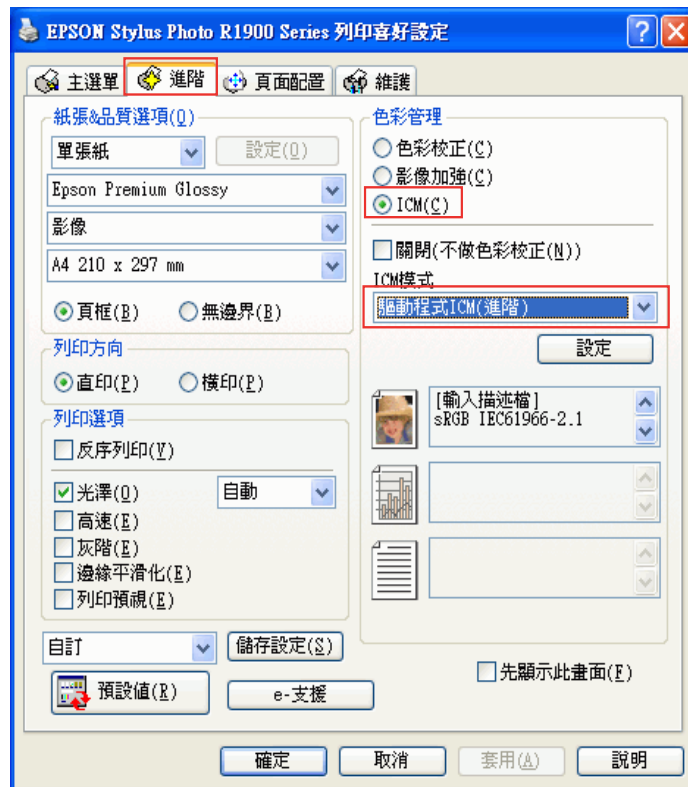 EPSON Stylus Photo R1900 Series 列印喜好設定
主選單 進階 頁面配置 維護
紙張&品質選項(O)
單張紙 設定(O)
Epson Premium Glossy
影像
A4 210 x 297 mm
頁框(B) 無邊界(B)
列印方向
直印(P) 橫印(P)
列印選項
反序列印(V)
光澤(O) 自動
高速(E)
灰階(E)
邊緣平滑化(E)
列印預視(E)
自訂 儲存設定(S)
預設值(R) e-支援
色彩管理
色彩校正(C)
影像加強(C)
ICM(C)
關閉(不做色彩校正(N))
ICM模式
驅動程式ICM(進階)
設定
[輸入描述檔]
sRGB IEC61966-2.1
先顯示此畫面(F)
確定 取消 套用(A) 說明